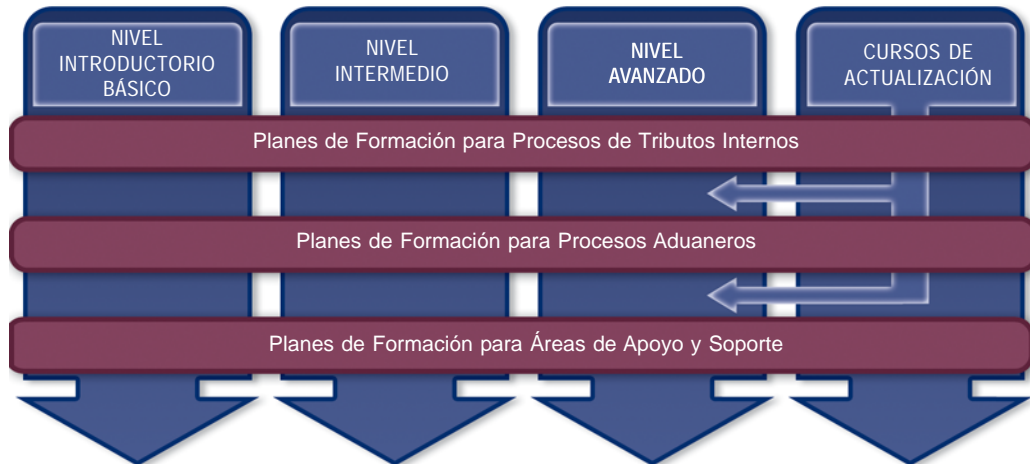 NIVEL
INTRODUCTORIO
BÁSICO
NIVEL
INTERMEDIO
NIVEL
AVANZADO
CURSOS DE
ACTUALIZACIÓN
Planes de Formación para Procesos de Tributos Internos
Planes de Formación para Procesos Aduaneros
Planes de Formación para Áreas de Apoyo y Soporte